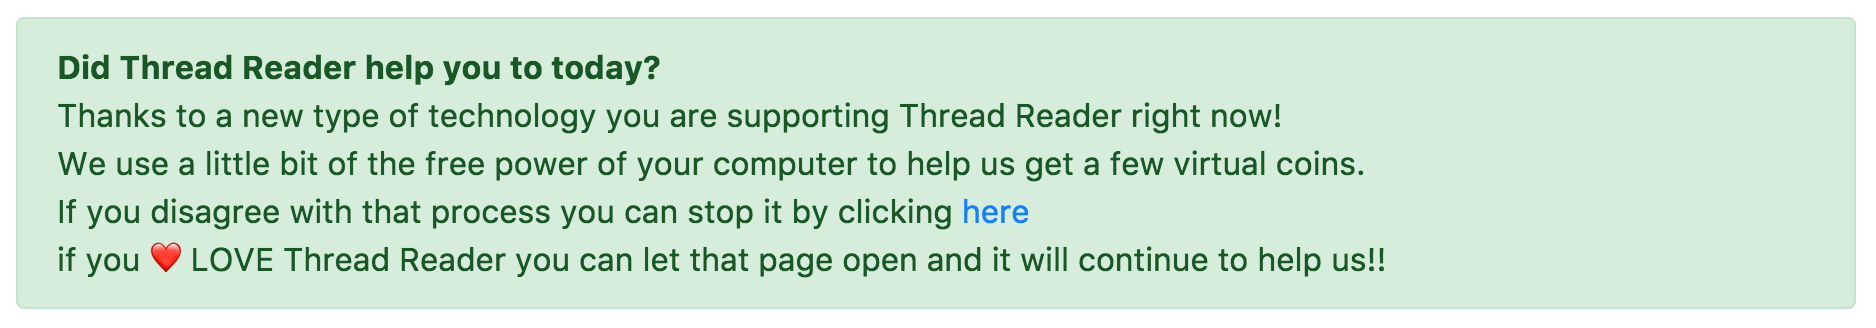 Did Thread Reader help you to today?
Thanks to a new type of technology you are supporting Thread Reader right now!
We use a little bit of the free power of your computer to help us get a few virtual coins.
If you disagree with that process you can stop it by clicking here
if you ❤️ LOVE Thread Reader you can let that page open and it will continue to help us!!